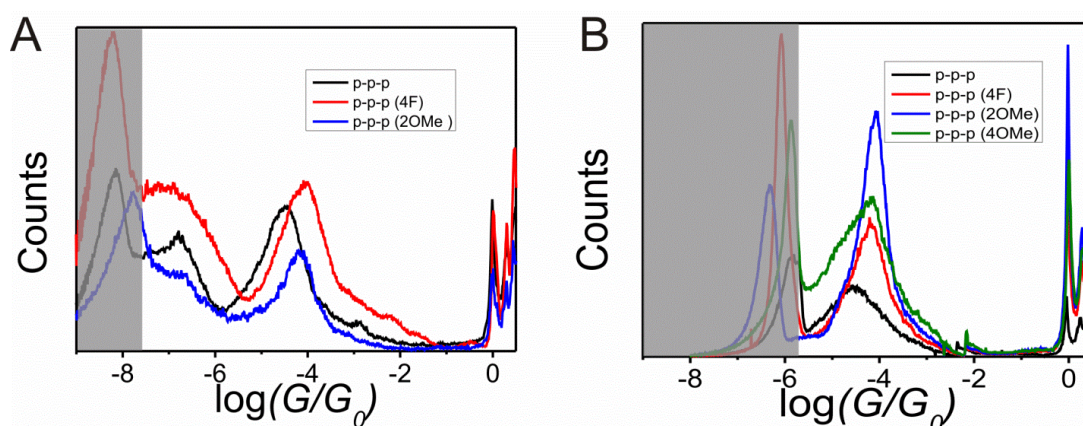 A
Counts
p-p-p
p-p-p (4F)
p-p-p (2OMe )
-8
-6
-4
-2
0
log(G/G0)
B
Counts
p-p-p
p-p-p (4F)
p-p-p (2OMe)
p-p-p (4OMe)
-8
-6
-4
-2
0
log(G/G0)